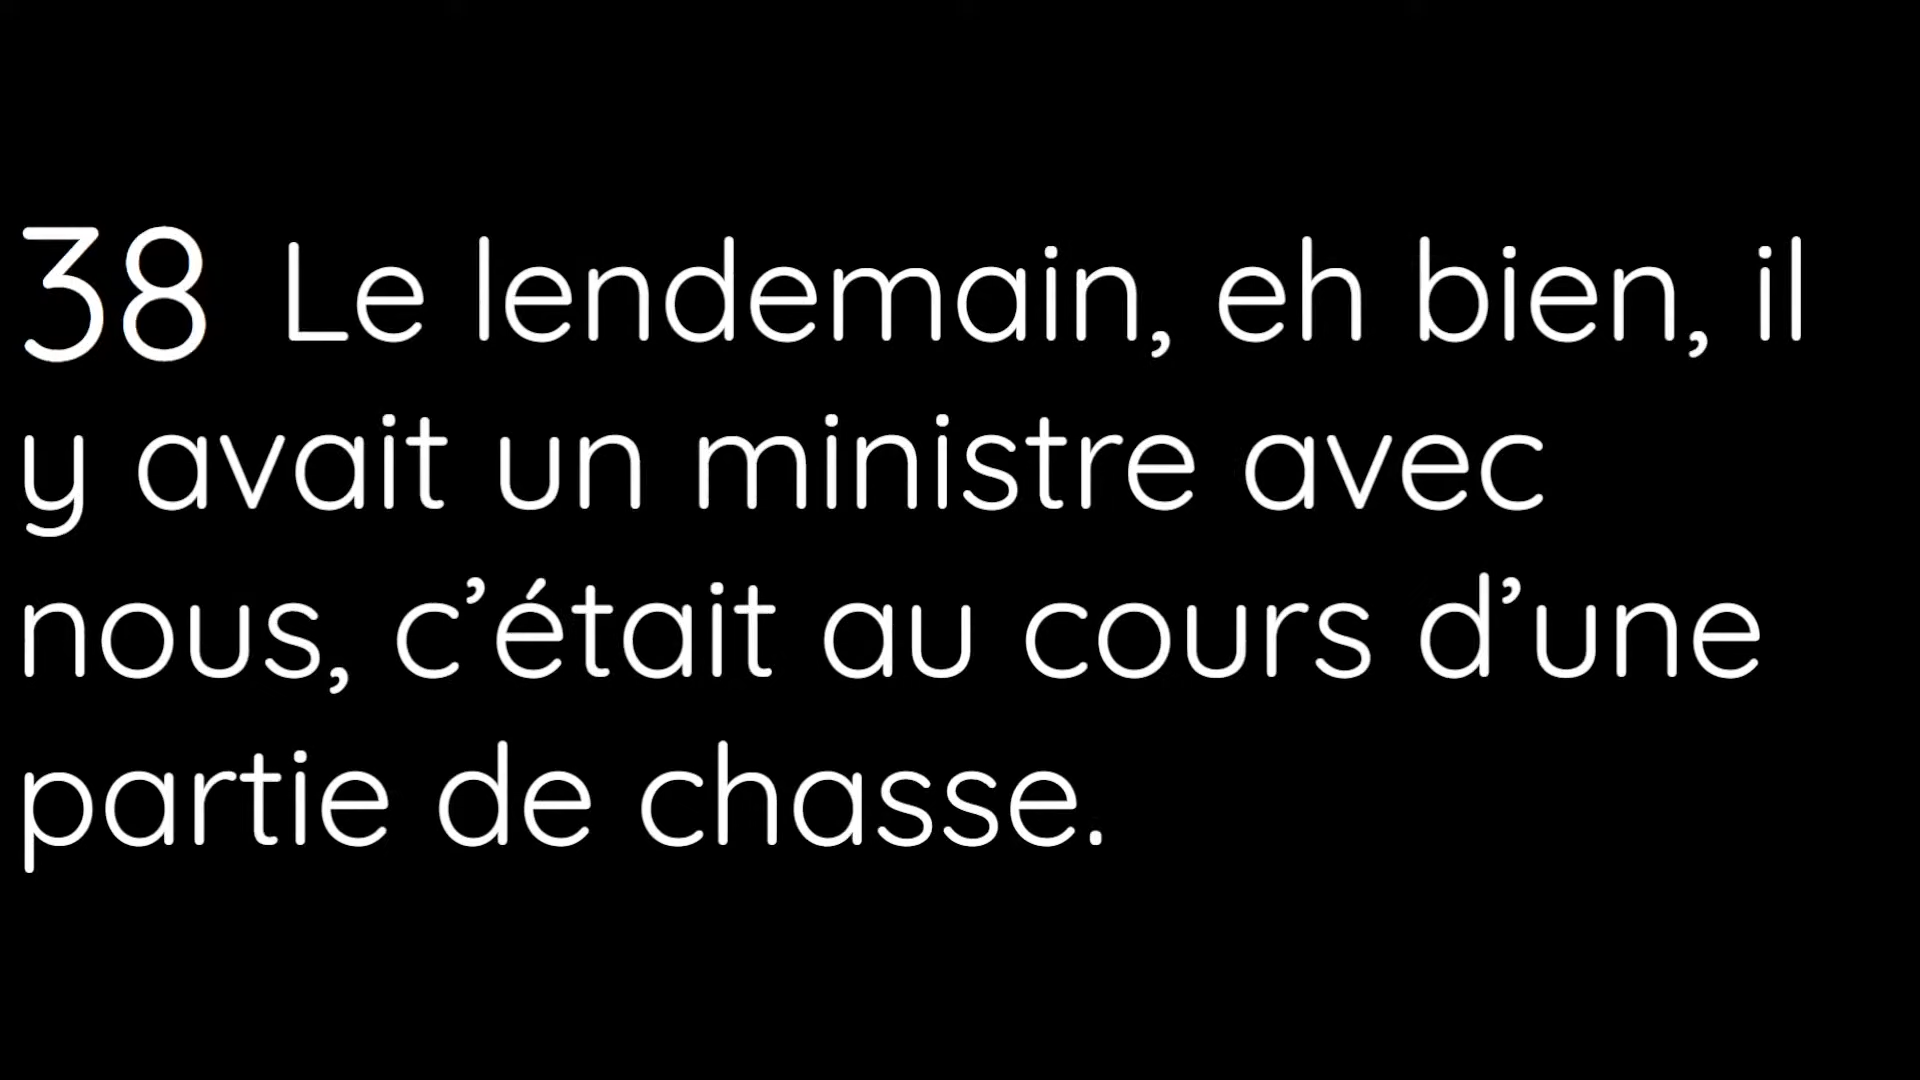 38 Le lendemain, eh bien, il
y avait un ministre avec
nous, c’était au cours d’une
partie de chasse.